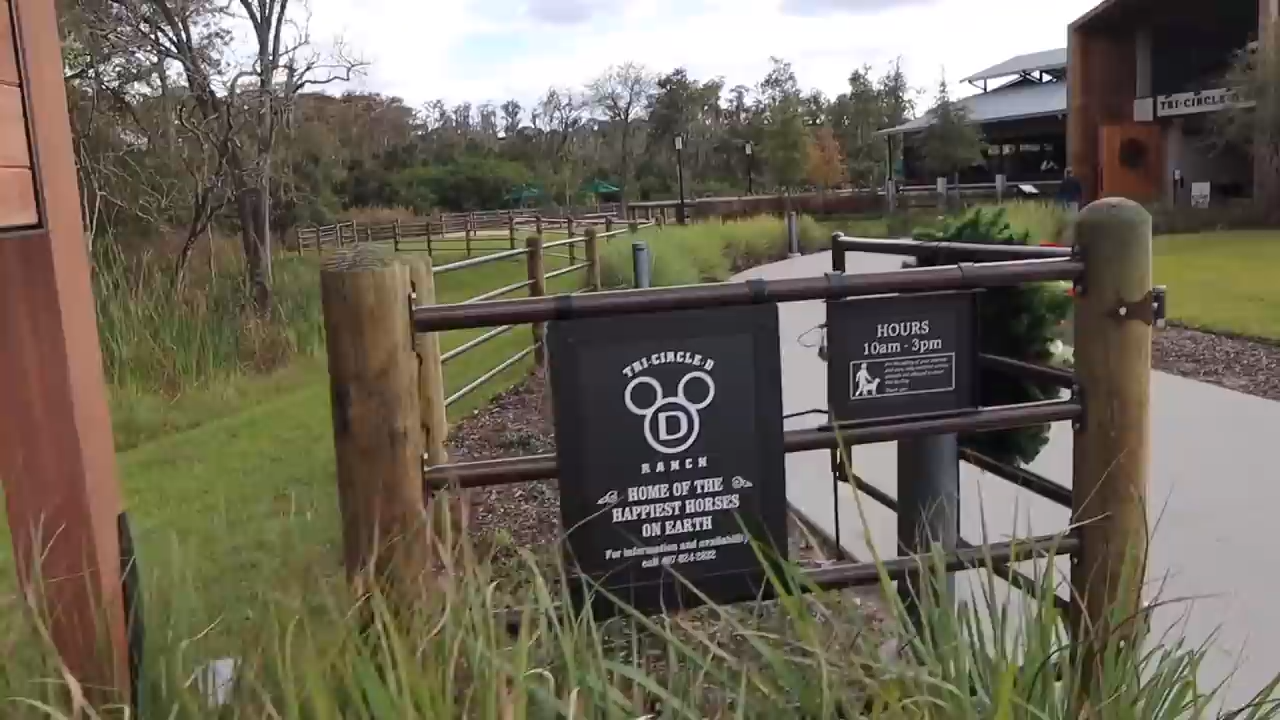 TRI-CIRCLE-D
D
RANCH
HOME OF THE
HAPPIEST HORSES
ON EARTH
For information and availability
call 407-824-2832
HOURS
10am - 3pm
TRI-CIRCLE